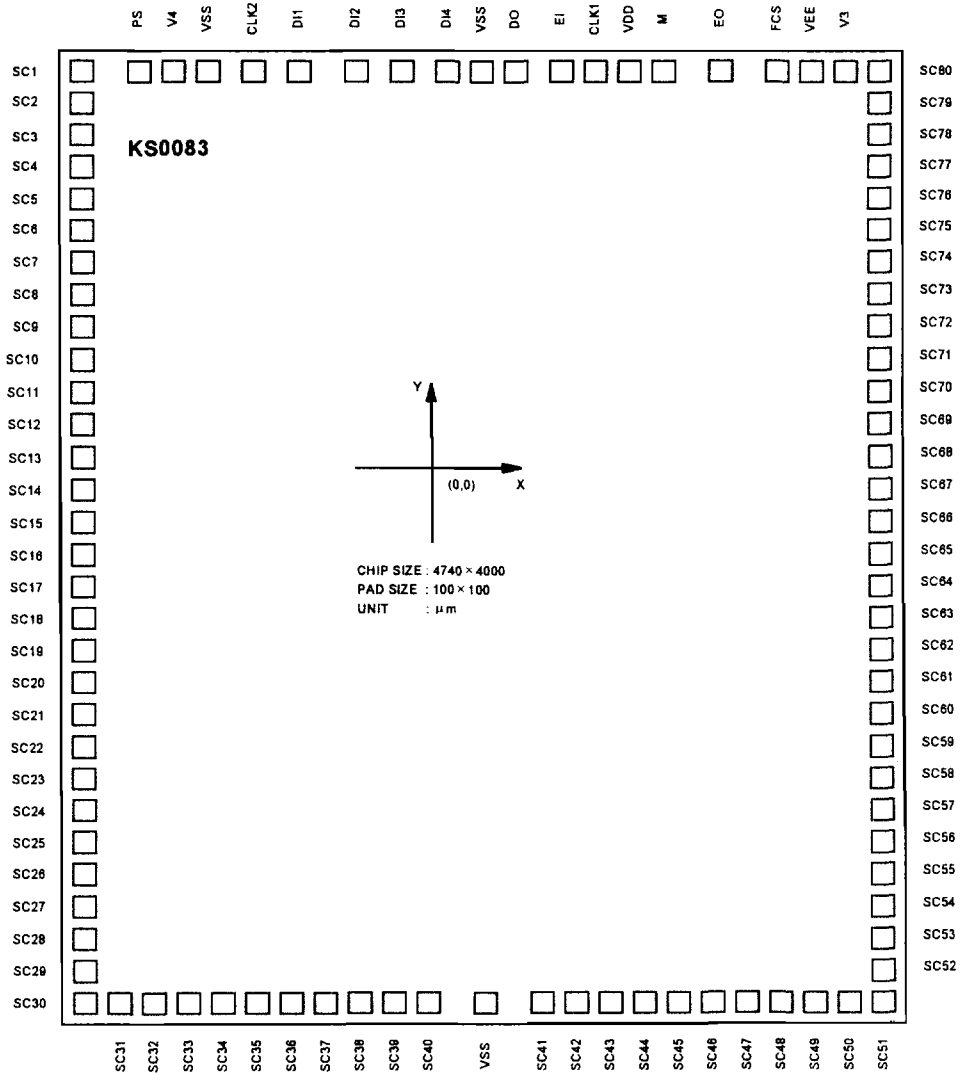 PS V4 VSS CLK2 DI1 DI2 DI3 DI4 VSS DO EI CLK1 VDD M EO FCS VEE V3
SC1 SC80
SC2 SC79
SC3 SC78
KS0083
SC4 SC77
SC5 SC76
SC6 SC75
SC7 SC74
SC8 SC73
SC9 SC72
SC10 SC71
SC11 SC70
Y
SC12 SC69
SC13 SC68
SC14 SC67
(0,0) X
SC15 SC66
SC16 SC65
CHIP SIZE : 4740 × 4000
SC17 SC64
PAD SIZE : 100 × 100
UNIT : μm
SC18 SC63
SC19 SC62
SC20 SC61
SC21 SC60
SC22 SC59
SC23 SC58
SC24 SC57
SC25 SC56
SC26 SC55
SC27 SC54
SC28 SC53
SC29 SC52
SC30
SC31 SC32 SC33 SC34 SC35 SC36 SC37 SC38 SC39 SC40 VSS SC41 SC42 SC43 SC44 SC45 SC46 SC47 SC48 SC49 SC50 SC51